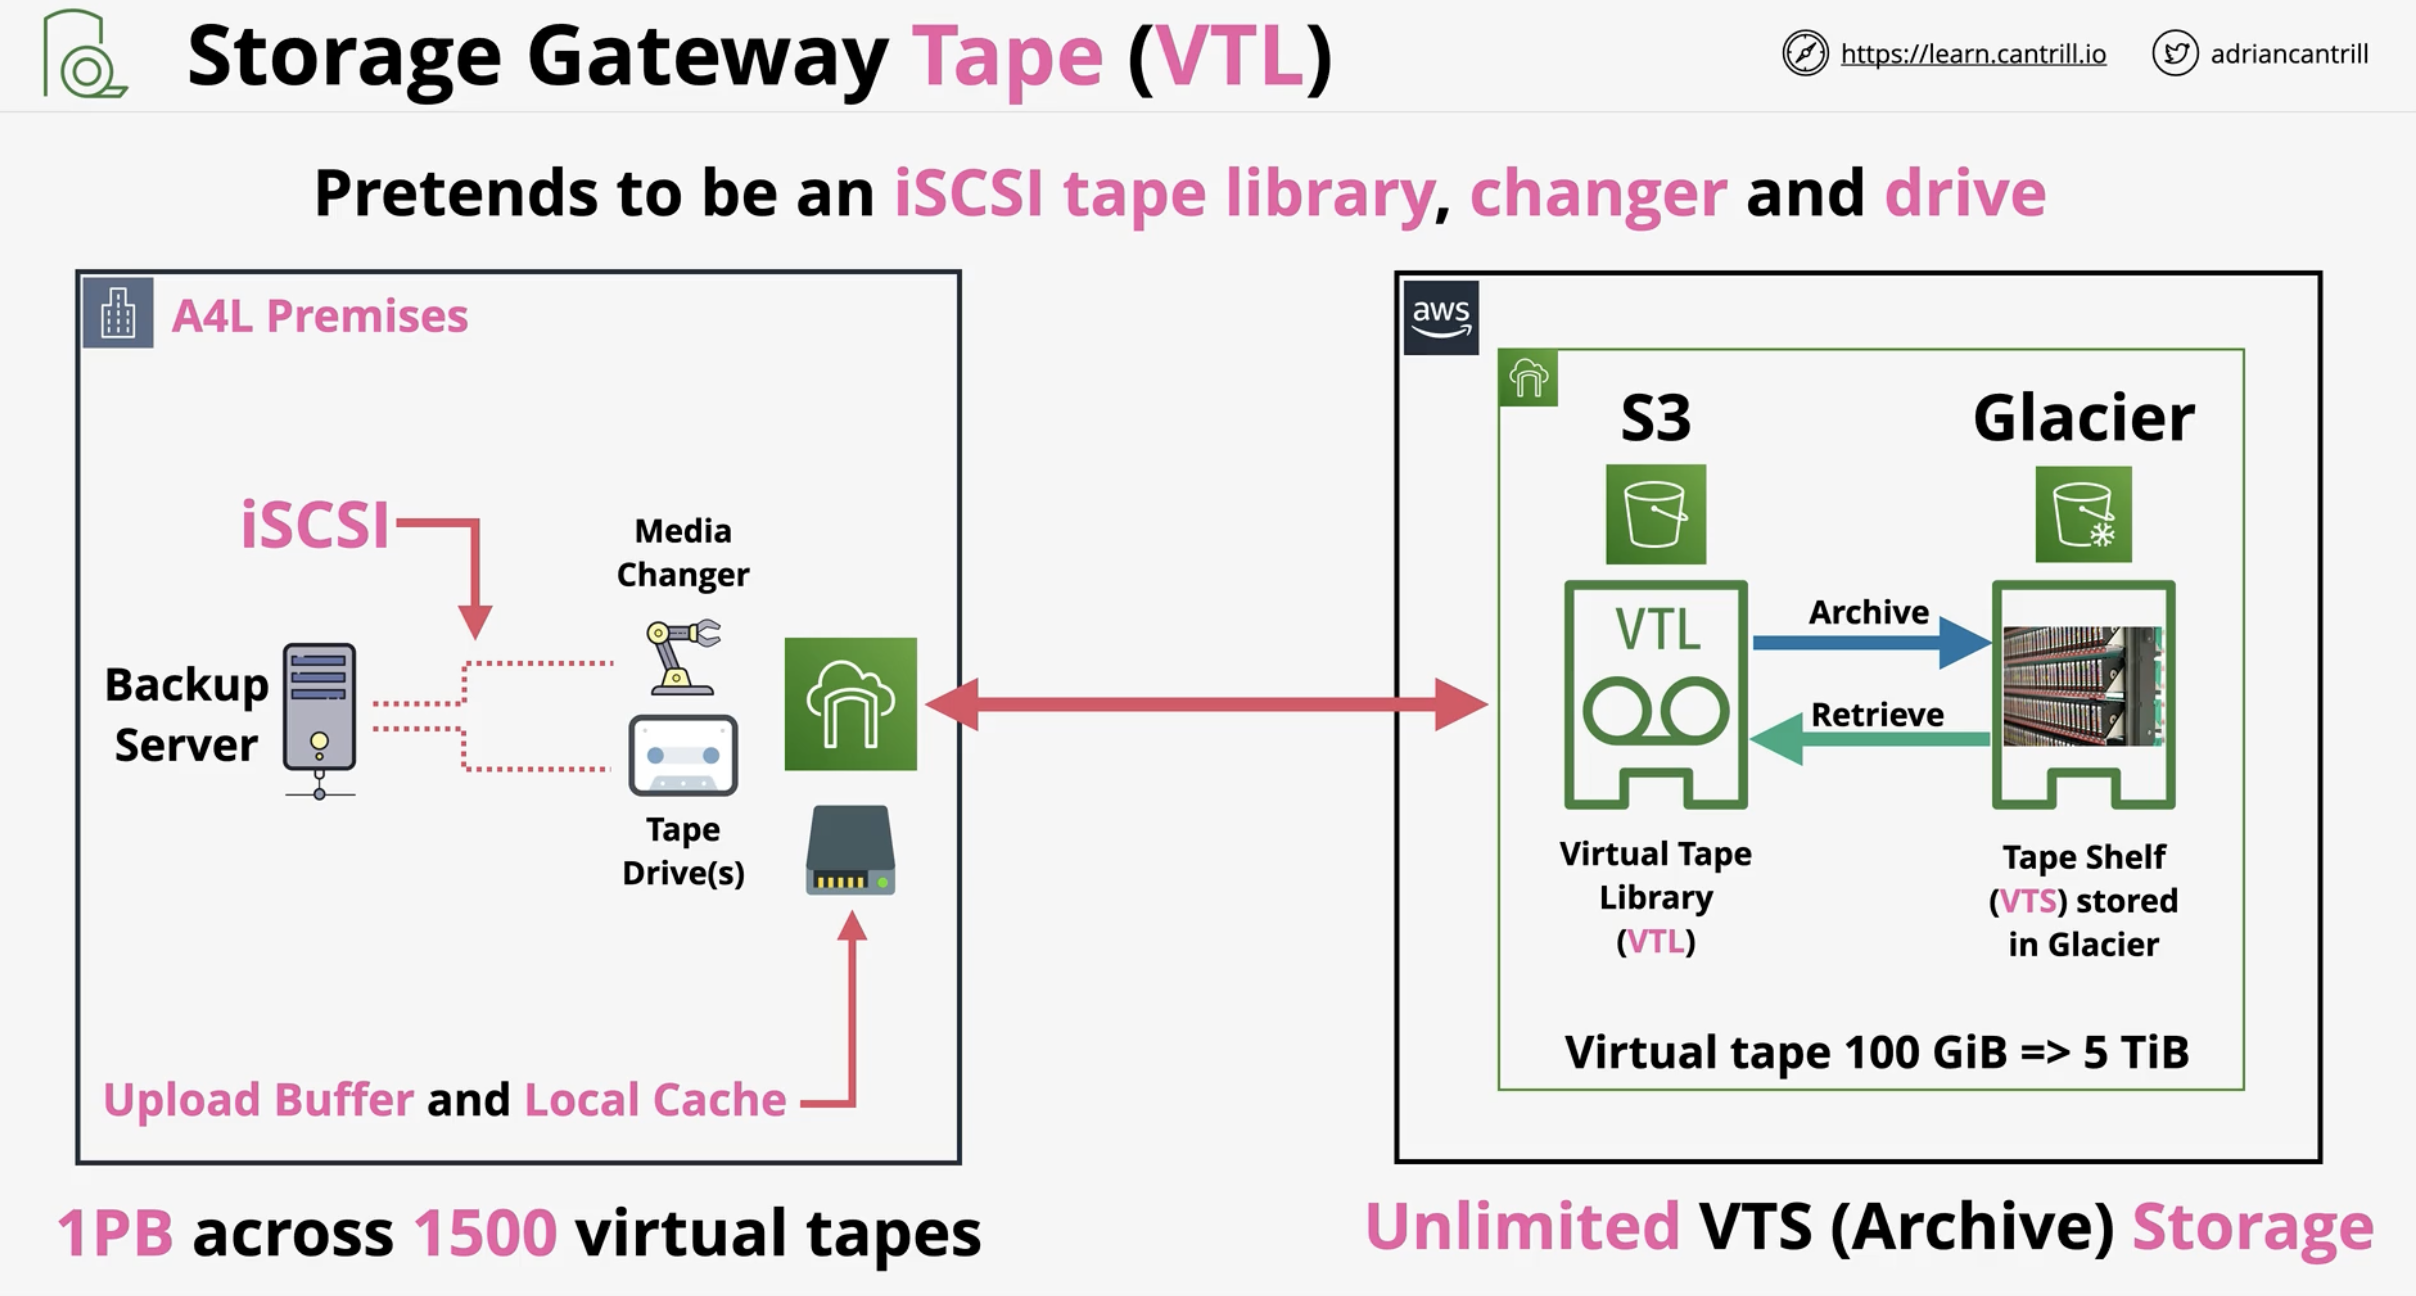 Storage Gateway Tape (VTL)
https://learn.cantrill.io
adriancantrill
Pretends to be an iSCSI tape library, changer and drive
A4L Premises
iSCSI
Media
Changer
Backup
Server
Tape
Drive(s)
Upload Buffer and Local Cache
1PB across 1500 virtual tapes
aws
S3
Glacier
VTL
Archive
Retrieve
Virtual Tape
Library
(VTL)
Tape Shelf
(VTS) stored
in Glacier
Virtual tape 100 GiB => 5 TiB
Unlimited VTS (Archive) Storage